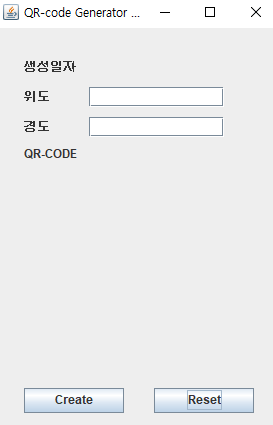 QR-code Generator ...
생성일자
위도
경도
QR-CODE
Create Reset